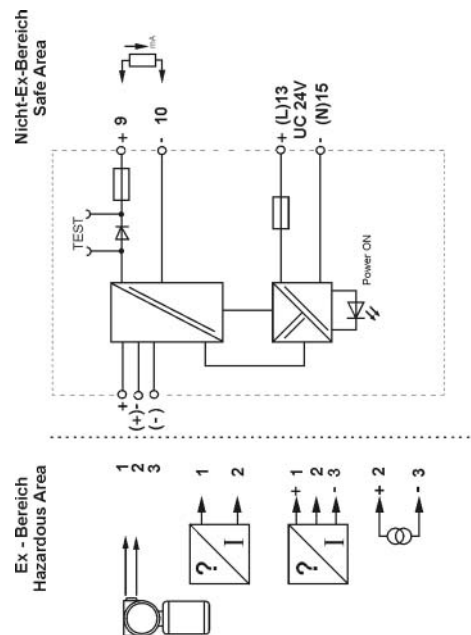 Nicht-Ex-Bereich
Safe Area
mA
+ 9
- 10
+ (L)13
UC 24V
- (N)15
TEST
Power ON
+
(+)-
(-)
Ex - Bereich
Hazardous Area
1
2
3
?
I
1
2
?
I
+ 1
2
- 3
+ 2
- 3